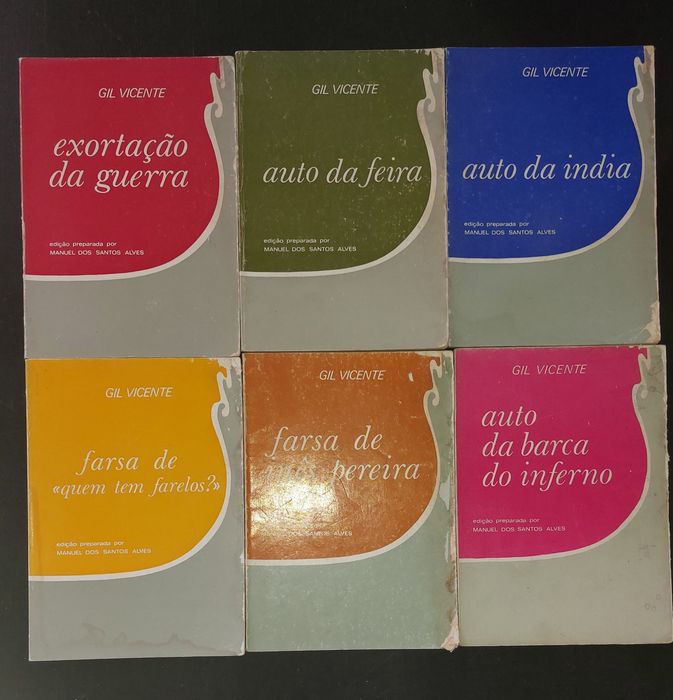 GIL VICENTE
exortação
da guerra
edição preparada por
MANUEL DOS SANTOS ALVES
GIL VICENTE
auto da feira
edição preparada por
MANUEL DOS SANTOS ALVES
GIL VICENTE
auto da india
edição preparada por
MANUEL DOS SANTOS ALVES
GIL VICENTE
farsa de
«quem tem farelos?»
edição preparada por
MANUEL DOS SANTOS ALVES
GIL VICENTE
farsa de
pereira
MANUEL DOS SANTOS ALVES
GIL VICENTE
auto
da barca
do inferno
edição preparada por
MANUEL DOS SANTOS ALVES